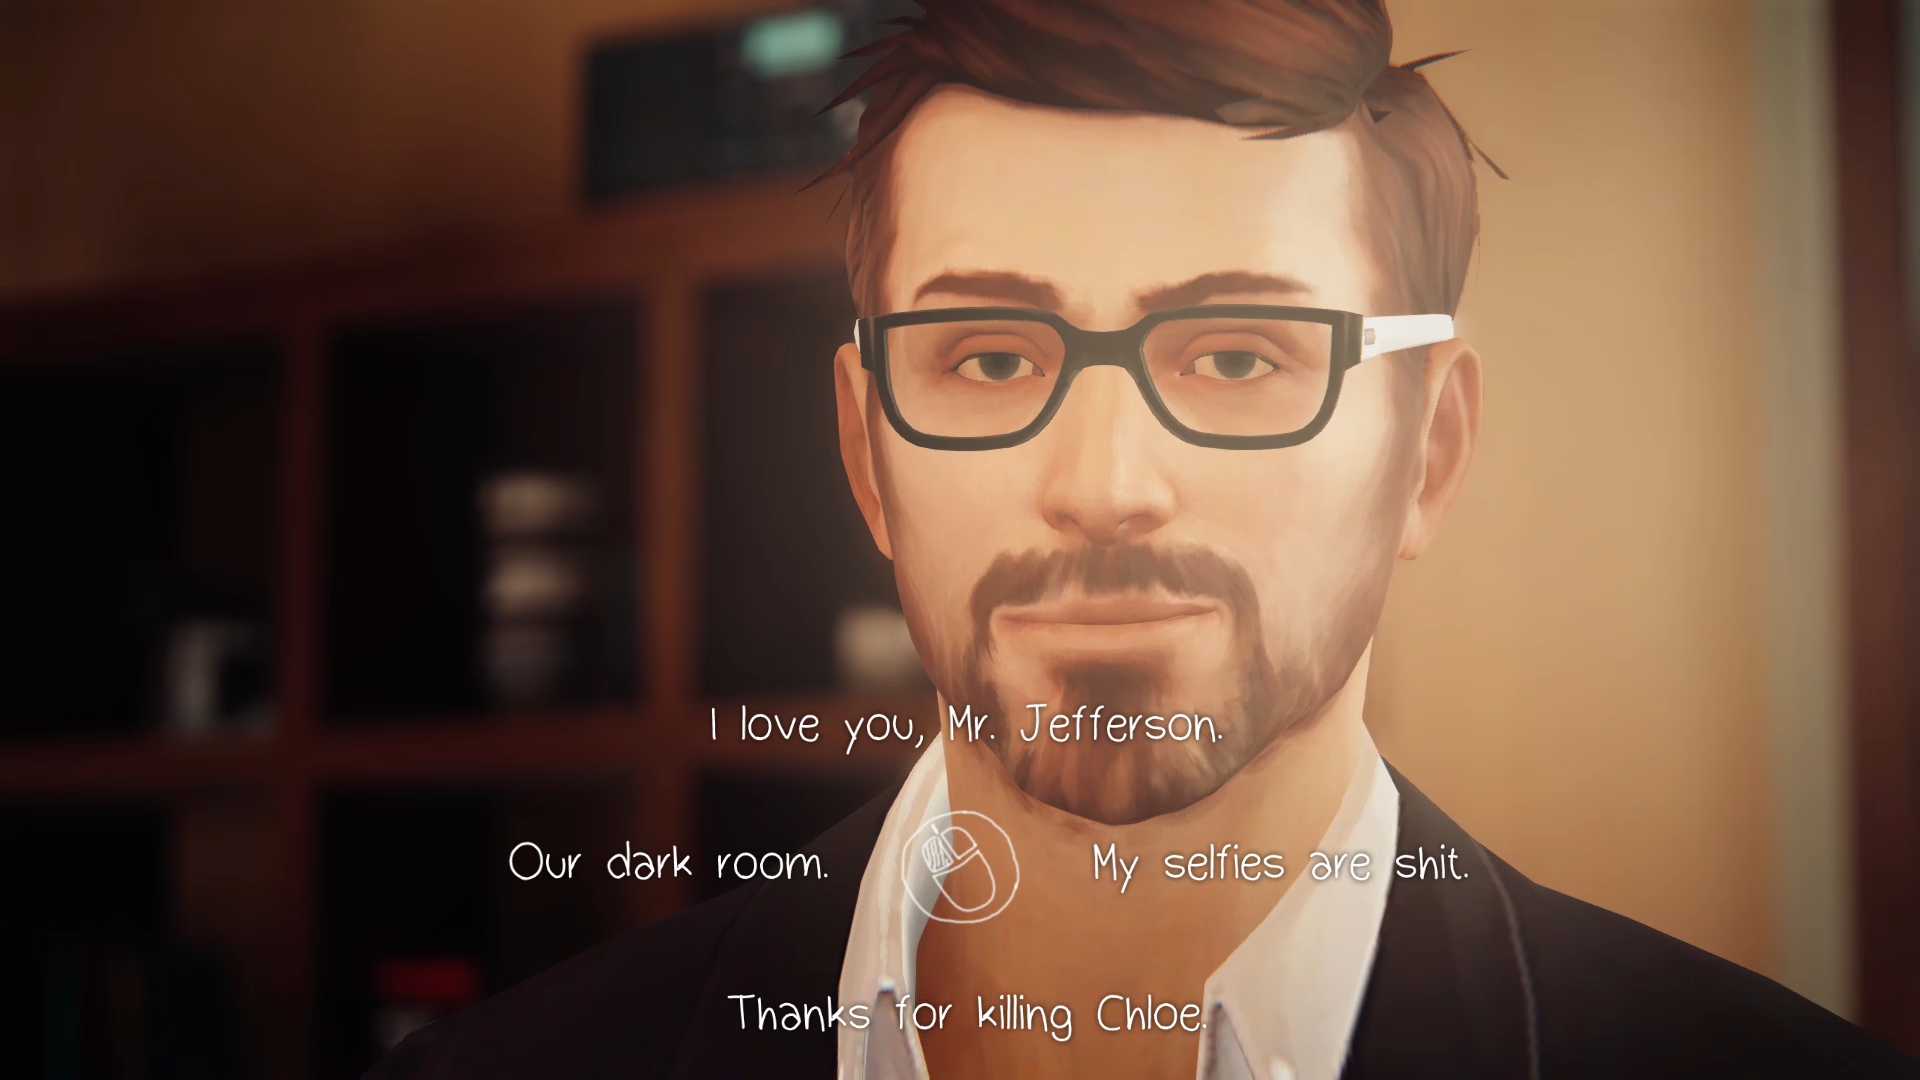 I love you, Mr. Jefferson.
Our dark room.
My selfies are shit.
Thanks for killing Chloe.